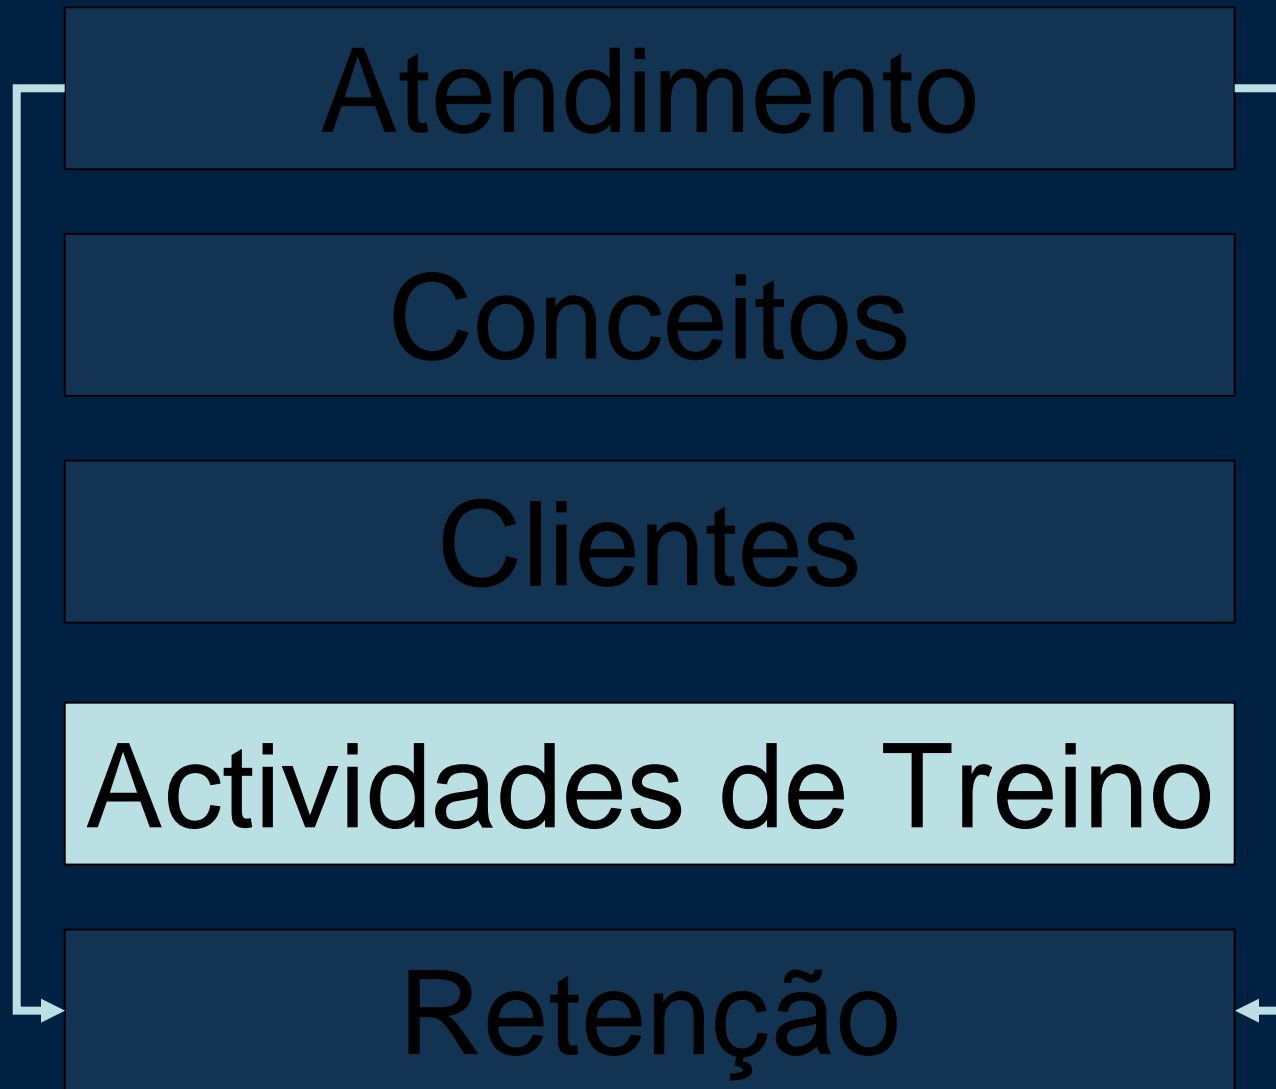 Atendimento
Conceitos
Clientes
Actividades de Treino
Retenção